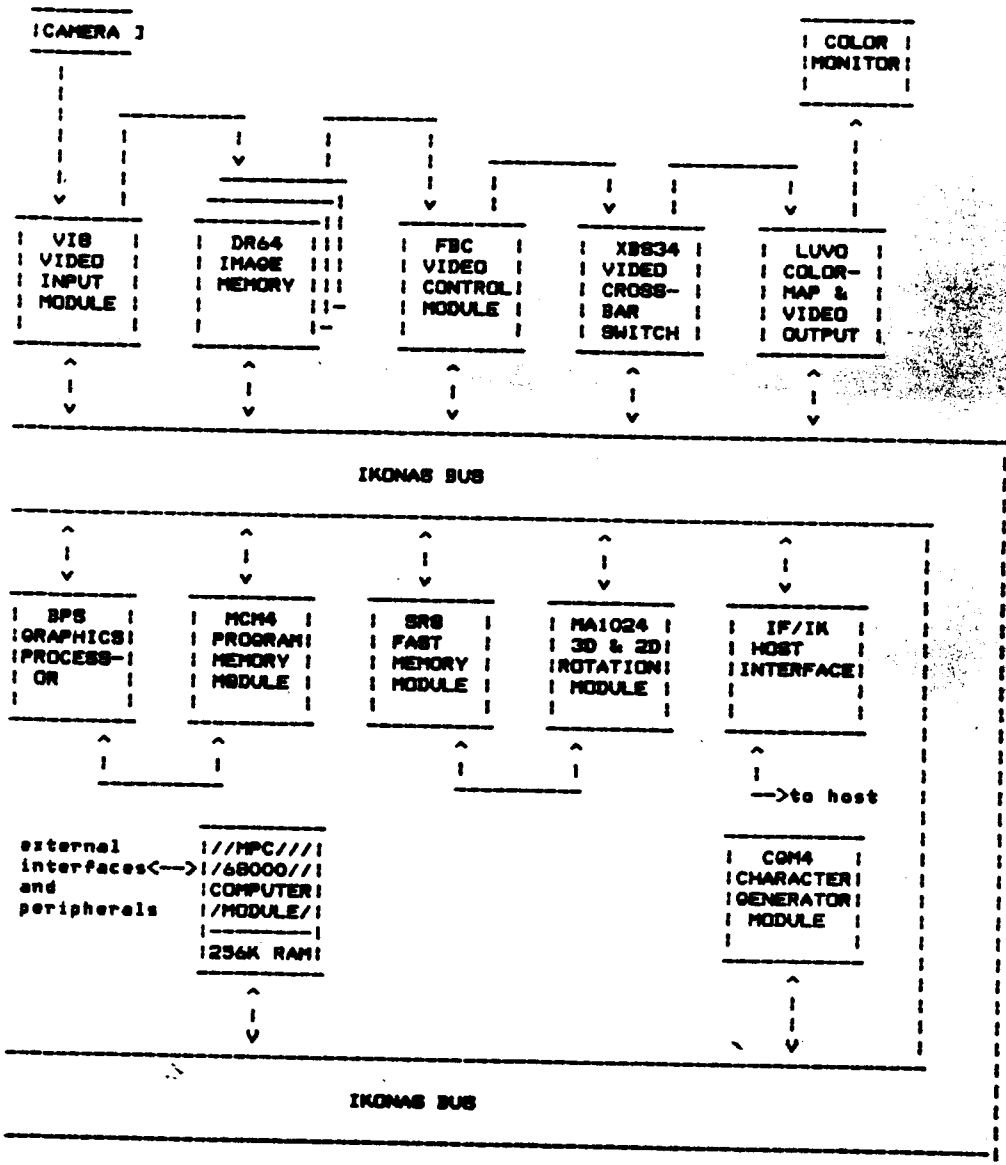 CAMERA
COLOR
MONITOR
VI8
VIDEO
INPUT
MODULE
DR64
IMAGE
MEMORY
FBC
VIDEO
CONTROL
MODULE
XBS34
VIDEO
CROSS-
BAR
SWITCH
LUVO
COLOR-
MAP &
VIDEO
OUTPUT
IKONAS BUS
BPS
GRAPHICS
PROCESS-
OR
MCM4
PROGRAM
MEMORY
MODULE
SR8
FAST
MEMORY
MODULE
MA1024
3D & 2D
ROTATION
MODULE
IF/IK
HOST
INTERFACE
-->to host
external
interfaces<-->
and
peripherals
//MPC///
/68000//
COMPUTER
/MODULE/
256K RAM
CGM4
CHARACTER
GENERATOR
MODULE
IKONAS BUS